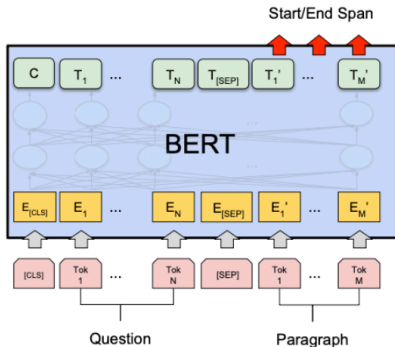 Start/End Span
C T1 ... TN T[SEP] T1' ... TM'
BERT
E[CLS] E1 ... EN E[SEP] E1' ... EM'
[CLS] Tok 1 ... Tok N [SEP] Tok 1 ... Tok M
Question Paragraph